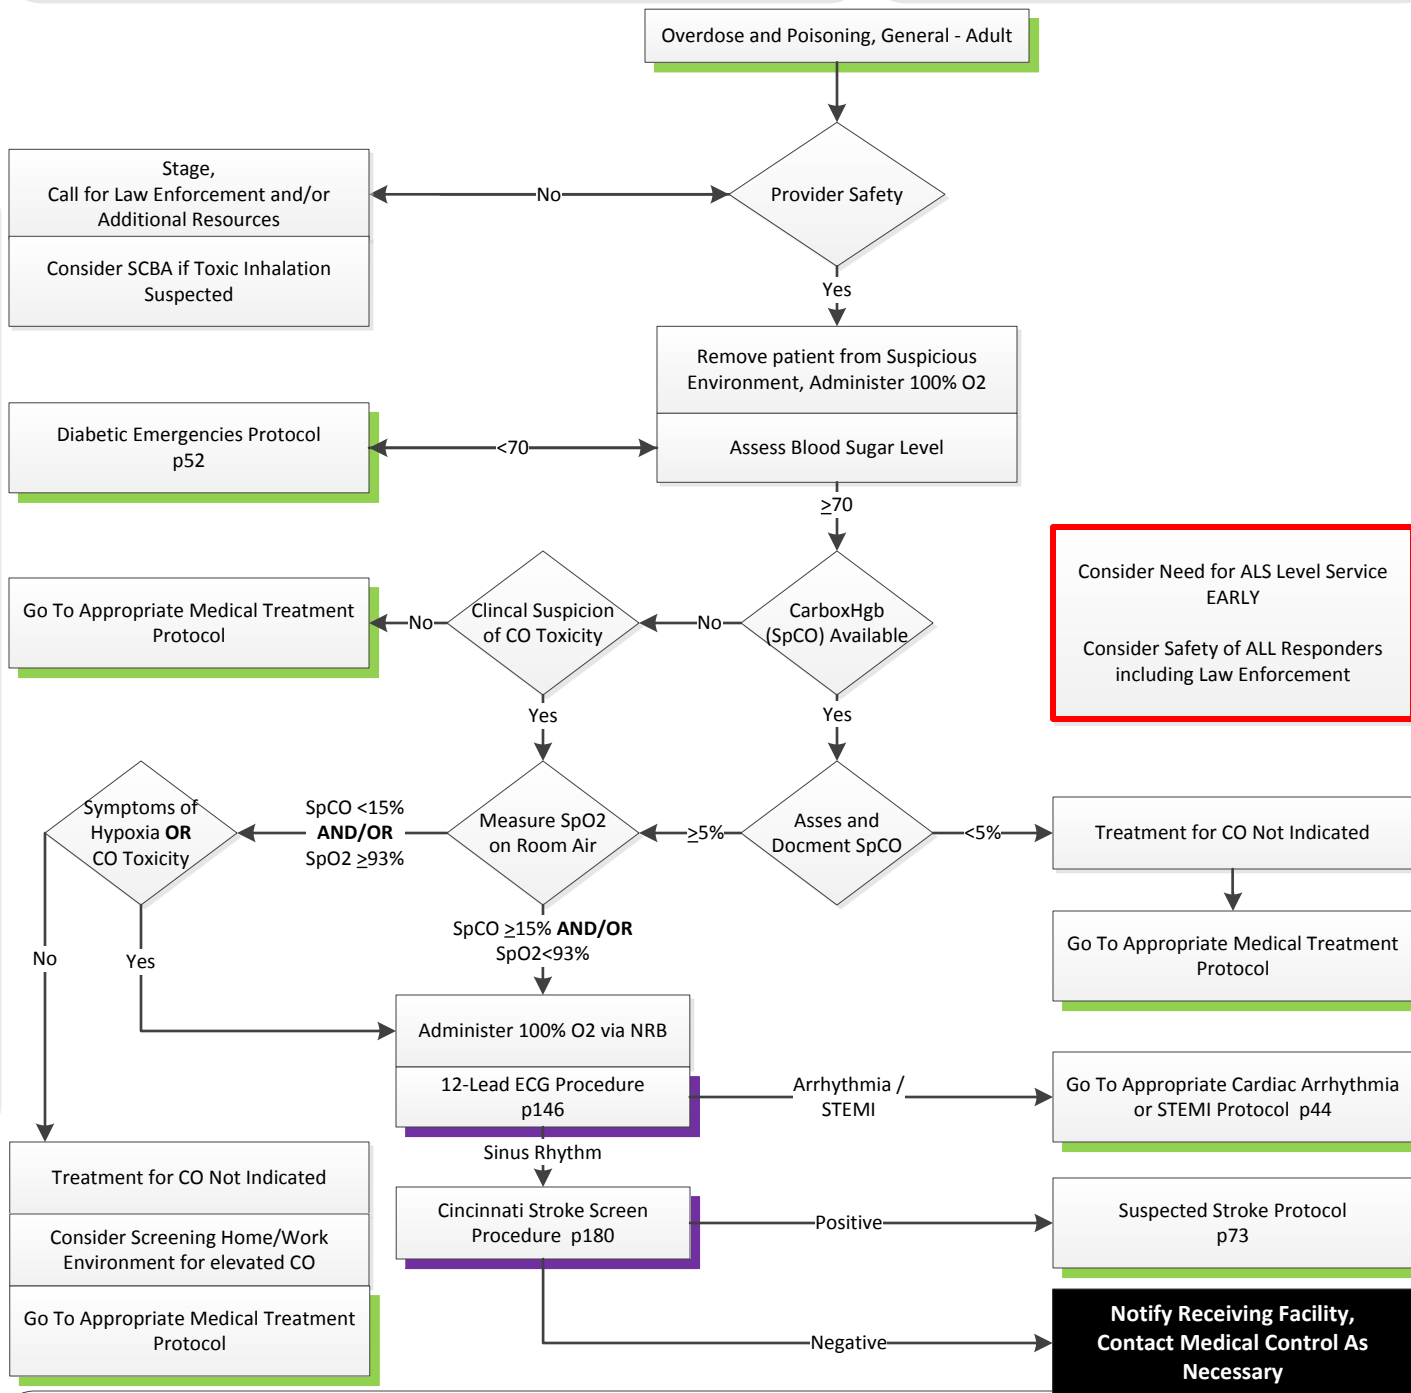 Overdose and Poisoning, General - Adult
Stage,
Call for Law Enforcement and/or
Additional Resources
No
Provider Safety
Consider SCBA if Toxic Inhalation
Suspected
Yes
Remove patient from Suspicious
Environment, Administer 100% O2
Diabetic Emergencies Protocol
p52
<70
Assess Blood Sugar Level
≥70
Consider Need for ALS Level Service
EARLY
Consider Safety of ALL Responders
including Law Enforcement
Go To Appropriate Medical Treatment
Protocol
No
Clincal Suspicion
of CO Toxicity
No
CarboxHgb
(SpCO) Available
Yes
Yes
Symptoms of
Hypoxia OR
CO Toxicity
SpCO <15%
AND/OR
SpO2 ≥93%
Measure SpO2
on Room Air
≥5%
Asses and
Docment SpCO
<5%
Treatment for CO Not Indicated
SpCO ≥15% AND/OR
SpO2<93%
Go To Appropriate Medical Treatment
Protocol
No
Yes
Administer 100% O2 via NRB
12-Lead ECG Procedure
p146
Arrhythmia /
STEMI
Go To Appropriate Cardiac Arrhythmia
or STEMI Protocol p44
Sinus Rhythm
Treatment for CO Not Indicated
Cincinnati Stroke Screen
Procedure p180
Positive
Suspected Stroke Protocol
p73
Consider Screening Home/Work
Environment for elevated CO
Go To Appropriate Medical Treatment
Protocol
Negative
Notify Receiving Facility,
Contact Medical Control As
Necessary